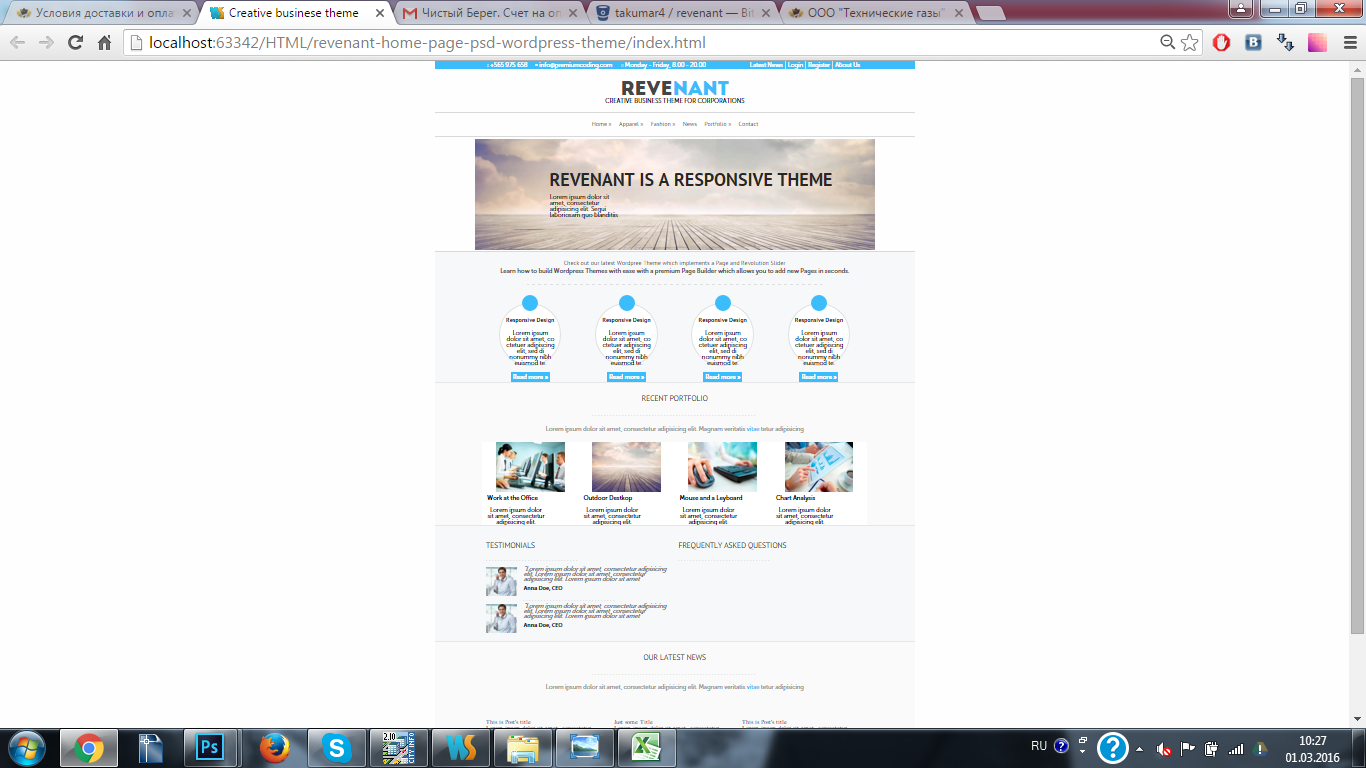 Условия доставки и опла
Creative businese theme
Чистый Берег. Счет на оп
takumar4 / revenant — Bit
ООО "Технические газы"
localhost:63342/HTML/revenant-home-page-psd-wordpress-theme/index.html
+565 975 658 info@premiumcoding.com Monday - Friday, 8.00 - 20.00 Latest News | Login | Register | About Us
REVENANT
CREATIVE BUSINESS THEME FOR CORPORATIONS
Home » Apparel » Fashion » News Portfolio » Contact
REVENANT IS A RESPONSIVE THEME
Lorem ipsum dolor sit
amet, consectetur
adipisicing elit. Sequi
laboriosam quo blanditiis
Check out our latest Wordpree Theme which implements a Page and Revolution Slider
Learn how to build Wordpress Themes with ease with a premium Page Builder which allows you to add new Pages in seconds.
Responsive Design Responsive Design Responsive Design Responsive Design
Lorem ipsum Lorem ipsum Lorem ipsum Lorem ipsum
dolor sit amet, co dolor sit amet, co dolor sit amet, co dolor sit amet, co
ctetuer adipiscing ctetuer adipiscing ctetuer adipiscing ctetuer adipiscing
elit, sed di elit, sed di elit, sed di elit, sed di
nonummy nibh nonummy nibh nonummy nibh nonummy nibh
euismod te euismod te euismod te euismod te
Read more » Read more » Read more » Read more »
RECENT PORTFOLIO
Lorem ipsum dolor sit amet, consectetur adipisicing elit. Magnam veritatis vitae tetur adipisicing
Work at the Office Outdoor Destkop Mouse and a Leyboard Chart Analysis
Lorem ipsum dolor Lorem ipsum dolor Lorem ipsum dolor Lorem ipsum dolor
sit amet, consectetur sit amet, consectetur sit amet, consectetur sit amet, consectetur
adipisicing elit. adipisicing elit. adipisicing elit. adipisicing elit.
TESTIMONIALS FREQUENTLY ASKED QUESTIONS
"Lorem ipsum dolor sit amet, consectetur adipisicing
elit. Lorem ipsum dolor sit amet, consectetur
adipisicing elit. Lorem ipsum dolor sit amet
Anna Doe, CEO
"Lorem ipsum dolor sit amet, consectetur adipisicing
elit. Lorem ipsum dolor sit amet, consectetur
adipisicing elit. Lorem ipsum dolor sit amet
Anna Doe, CEO
OUR LATEST NEWS
Lorem ipsum dolor sit amet, consectetur adipisicing elit. Magnam veritatis vitae tetur adipisicing
This is Post's title Just some Title This is Post's title
RU
10:27
01.03.2016